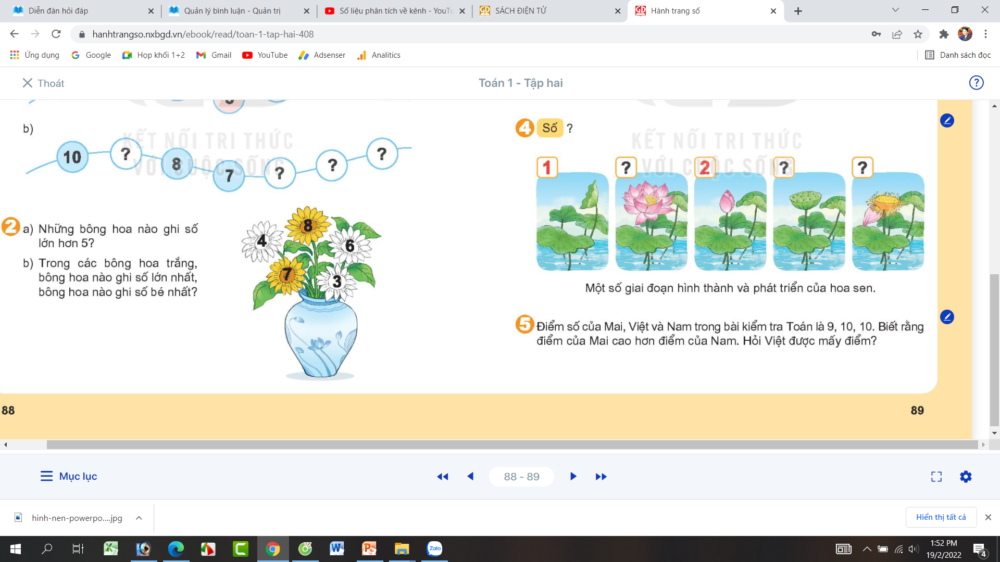 Diễn đàn hỏi đáp
Quản lý bình luận - Quản trị
Số liệu phân tích về kênh - YouTu
SÁCH ĐIỆN TỬ
Hành trang số
hanhtrangso.nxbgd.vn/ebook/read/toan-1-tap-hai-408
Ứng dụng
Google
Họp khối 1+2
Gmail
YouTube
Adsenser
Analitics
Danh sách đọc
Thoát
Toán 1 - Tập hai
?
b)
KẾT NỐI TRI THỨC
VỚI CUỘC SỐNG
10 ? 8 7 ? ? ?
2 a) Những bông hoa nào ghi số
lớn hơn 5?
b) Trong các bông hoa trắng,
bông hoa nào ghi số lớn nhất,
bông hoa nào ghi số bé nhất?
8
4
6
7
3
88
4 Số ?
KẾT NỐI TRI THỨC
VỚI CUỘC SỐNG
1 ? 2 ? ?
Một số giai đoạn hình thành và phát triển của hoa sen.
5 Điểm số của Mai, Việt và Nam trong bài kiểm tra Toán là 9, 10, 10. Biết rằng
điểm của Mai cao hơn điểm của Nam. Hỏi Việt được mấy điểm?
89
Mục lục
88 - 89
hinh-nen-powerpo....jpg
Hiển thị tất cả
Zalo
1:52 PM
19/2/2022
4